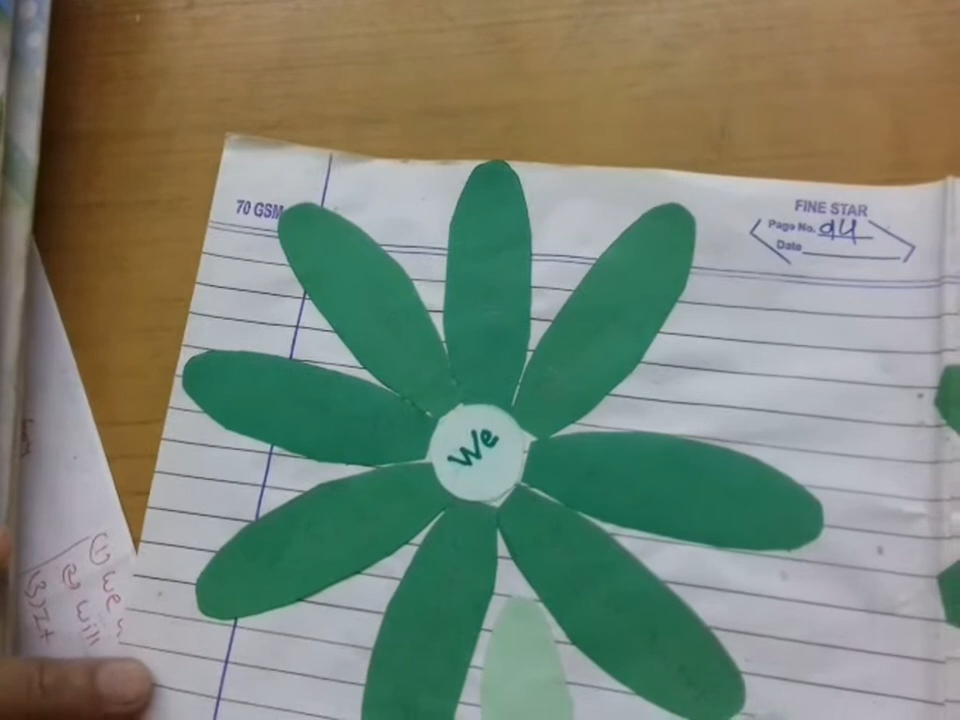 70 GSM
FINE STAR
Page No. 94
Date
We
(1) we
(2) will
(3) It